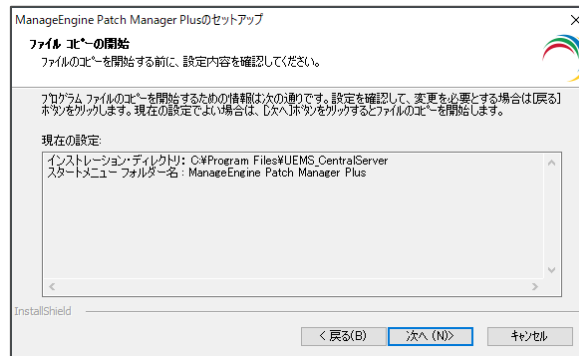 ManageEngine Patch Manager Plusのセットアップ
ファイル コピーの開始
ファイルのコピーを開始する前に、設定内容を確認してください。
プログラム ファイルのコピーを開始するための情報は次の通りです。設定を確認して、変更を必要とする場合は[戻る]
ボタンをクリックします。現在の設定でよい場合は、[次へ]ボタンをクリックするとファイルのコピーを開始します。
現在の設定:
インストレーション・ディレクトリ: C:¥Program Files¥UEMS_CentralServer
スタートメニュー フォルダー名 : ManageEngine Patch Manager Plus
InstallShield
< 戻る(B)
次へ (N)>
キャンセル